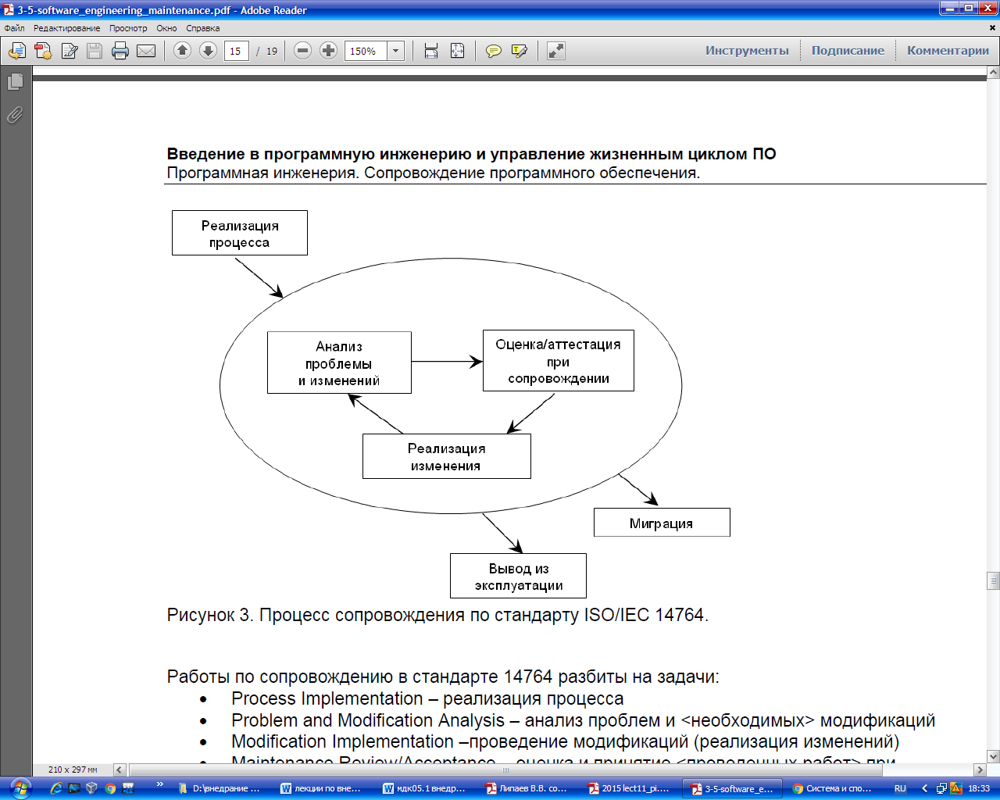 3-5-software_engineering_maintenance.pdf - Adobe Reader
Файл Редактирование Просмотр Окно Справка
15 / 19 150% Инструменты Подписание Комментарии
Введение в программную инженерию и управление жизненным циклом ПО
Программная инженерия. Сопровождение программного обеспечения.
Реализация
процесса
Анализ
проблемы
и изменений
Оценка/аттестация
при
сопровождении
Реализация
изменения
Миграция
Вывод из
эксплуатации
Рисунок 3. Процесс сопровождения по стандарту ISO/IEC 14764.
Работы по сопровождению в стандарте 14764 разбиты на задачи:
• Process Implementation – реализация процесса
• Problem and Modification Analysis – анализ проблем и <необходимых> модификаций
• Modification Implementation –проведение модификаций (реализация изменений)
• Maintenance Review/Acceptance – оценка и принятие <проведенных работ> при
210 x 297 мм
D:\внедрание ... лекции по вне... мдк05.1 внедр... Липаев В.В. со... 2015 lect11_pi.... 3-5-software_e... Система и спо... RU 18:33